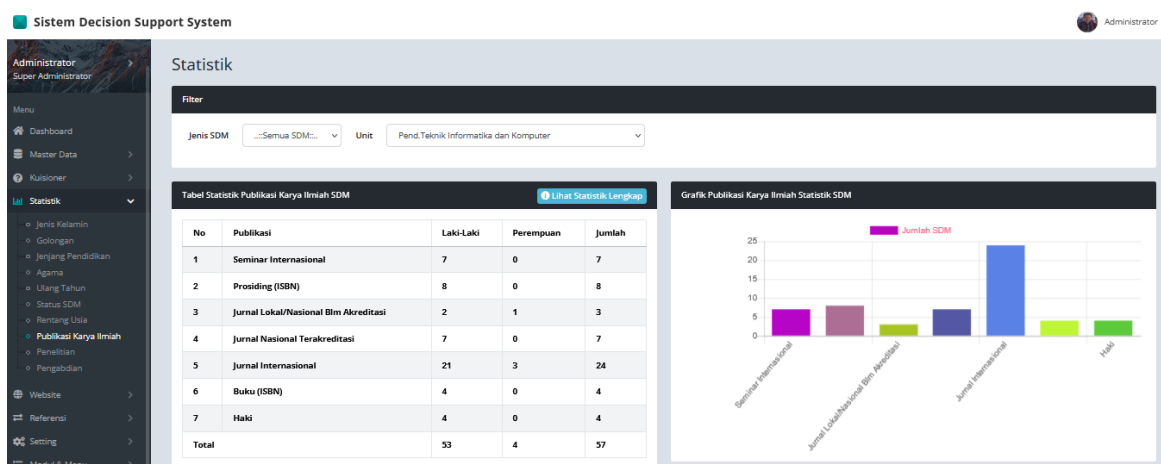 Sistem Decision Support System
Administrator
Administrator
Super Administrator
Menu
Dashboard
Master Data
Kuisioner
Statistik
Jenis Kelamin
Golongan
Jenjang Pendidikan
Agama
Ulang Tahun
Status SDM
Rentang Usia
Publikasi Karya Ilmiah
Penelitian
Pengabdian
Website
Referensi
Setting
Modul & Menu
Statistik
Filter
Jenis SDM ..::Semua SDM::.. Unit Pend.Teknik Informatika dan Komputer
Tabel Statistik Publikasi Karya Ilmiah SDM Lihat Statistik Lengkap
No Publikasi Laki-Laki Perempuan Jumlah
1 Seminar Internasional 7 0 7
2 Prosiding (ISBN) 8 0 8
3 Jurnal Lokal/Nasional Blm Akreditasi 2 1 3
4 Jurnal Nasional Terakreditasi 7 0 7
5 Jurnal Internasional 21 3 24
6 Buku (ISBN) 4 0 4
7 Haki 4 0 4
Total 53 4 57
Grafik Publikasi Karya Ilmiah Statistik SDM
Jumlah SDM
25
20
15
10
5
0
Seminar Internasional
Jurnal Lokal/Nasional Blm Akreditasi
Jurnal Internasional
Haki